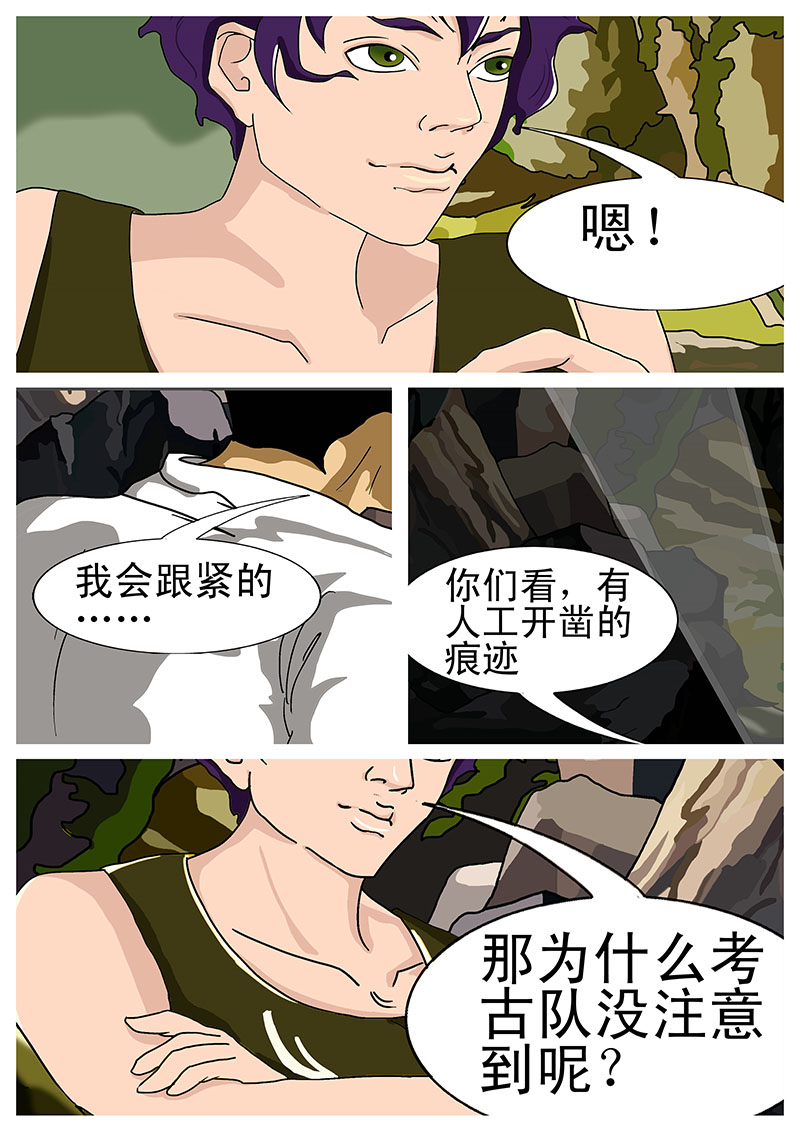 嗯！
我会跟紧的
……
你们看，有
人工开凿的
痕迹
那为什么考
古队没注意
到呢？